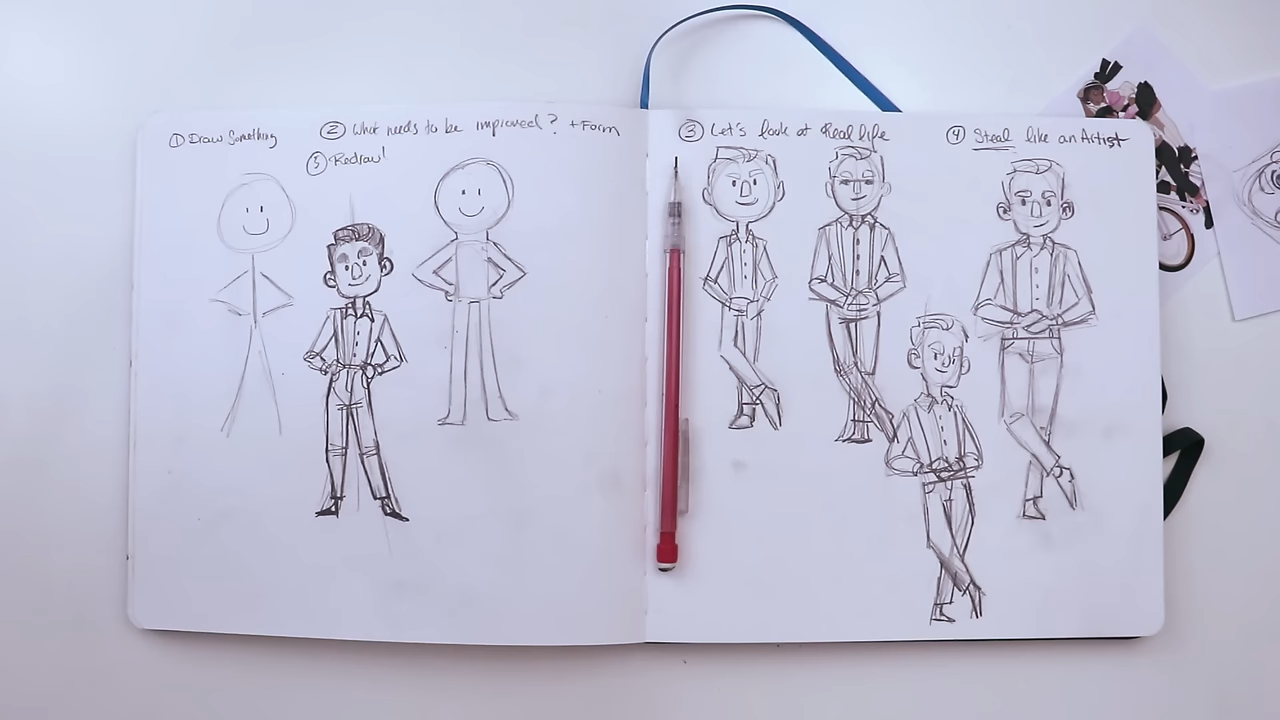 ① Draw Something
② What needs to be improved? + Form
⑤ Redraw!
③ Let's look at Real life
④ Steal like an Artist